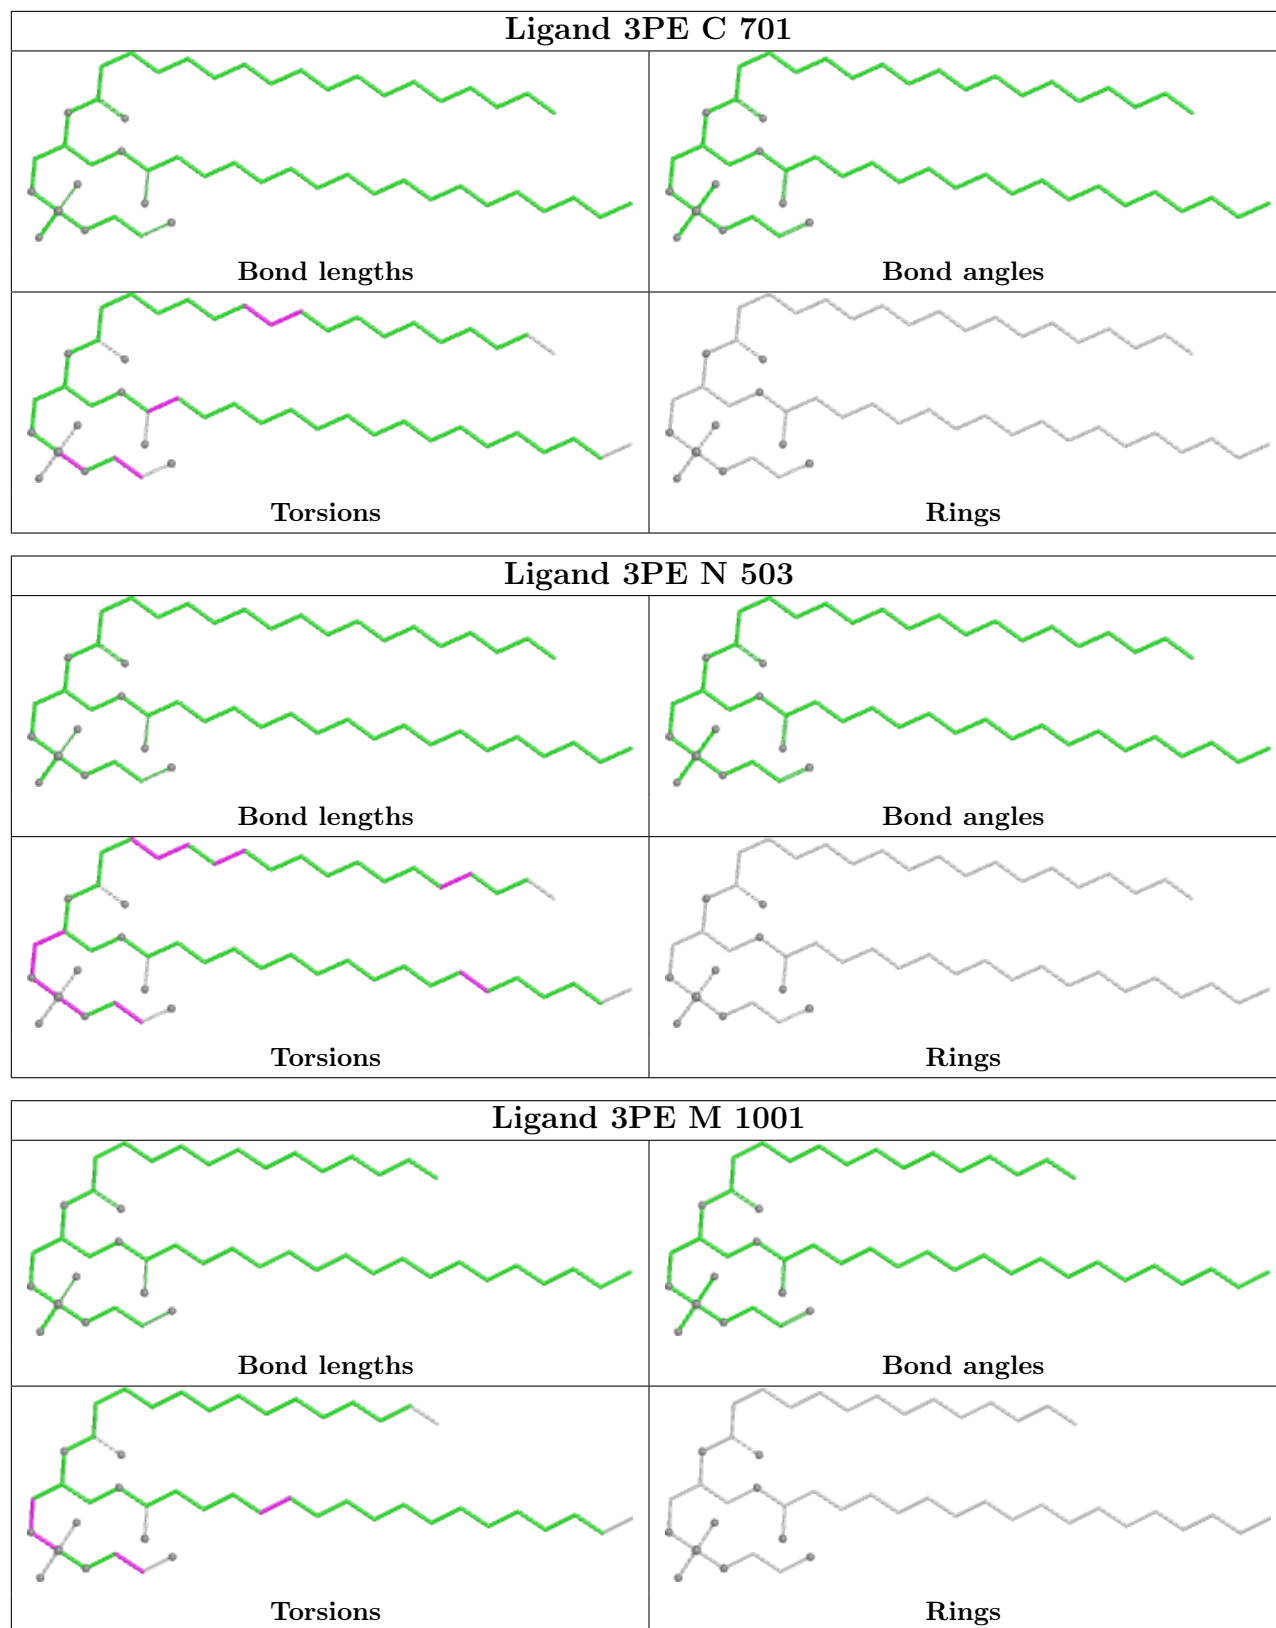 Ligand 3PE C 701
Bond lengths
Bond angles
Torsions
Rings
Ligand 3PE N 503
Bond lengths
Bond angles
Torsions
Rings
Ligand 3PE M 1001
Bond lengths
Bond angles
Torsions
Rings